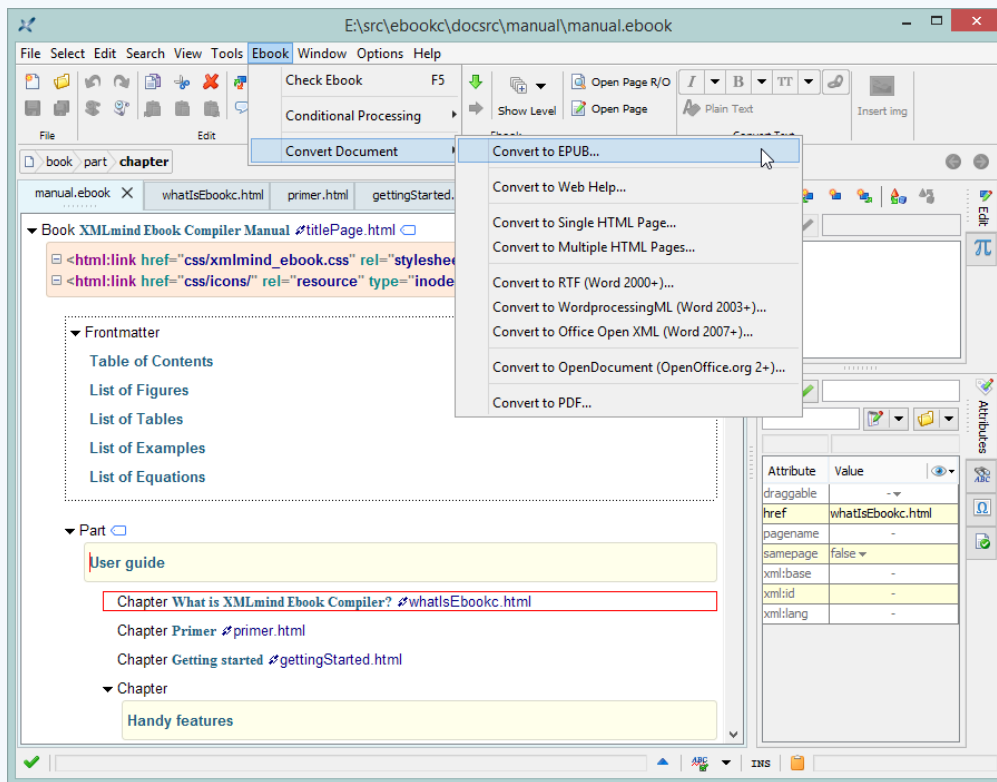 E:\src\ebookc\docsrc\manual\manual.ebook
File Select Edit Search View Tools Ebook Window Options Help
Check Ebook F5
Conditional Processing
Convert Document
Open Page R/O
Show Level
Open Page
I B TT
Plain Text
Insert img
File
Edit
book part chapter
Convert to EPUB...
Convert to Web Help...
Convert to Single HTML Page...
Convert to Multiple HTML Pages...
Convert to RTF (Word 2000+)...
Convert to WordprocessingML (Word 2003+)...
Convert to Office Open XML (Word 2007+)...
Convert to OpenDocument (OpenOffice.org 2+)...
Convert to PDF...
manual.ebook whatIsEbookc.html primer.html gettingStarted.
Book XMLmind Ebook Compiler Manual titlePage.html
<html:link href="css/xmlmind_ebook.css" rel="styleshee
<html:link href="css/icons/" rel="resource" type="inode
Frontmatter
Table of Contents
List of Figures
List of Tables
List of Examples
List of Equations
Part
User guide
Chapter What is XMLmind Ebook Compiler? whatIsEbookc.html
Chapter Primer primer.html
Chapter Getting started gettingStarted.html
Chapter
Handy features
Edit
π
Attributes
Attribute Value
draggable -
href whatIsEbookc.html
pagename -
samepage false
xml:base -
xml:id -
xml:lang -
ABC
Ω
ABC INS